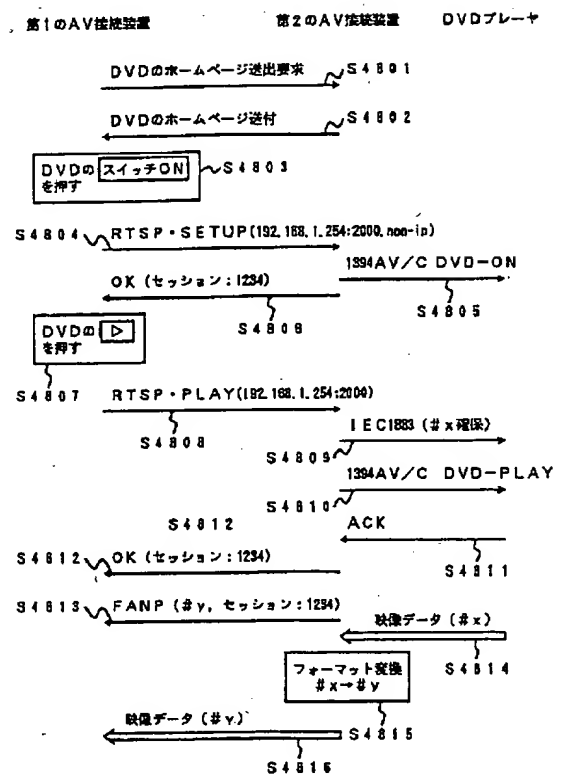 第1のAV接続装置
第2のAV接続装置
DVDプレーヤ
DVDのホームページ送出要求
S4801
DVDのホームページ送付
S4802
DVDの スイッチON
を押す
S4803
S4804
RTSP・SETUP(192.168.1.254:2000,non-ip)
1394AV/C DVD-ON
OK (セッション:1234)
S4805
S4806
DVDの ▷
を押す
S4807
RTSP・PLAY(192.168.1.254:2000)
S4808
IEC1883 (#x確保)
S4809
1394AV/C DVD-PLAY
S4810
S4812
ACK
S4812
OK (セッション:1234)
S4811
S4813
FANP (#y, セッション:1234)
映像データ (#x)
S4814
フォーマット変換
#x→#y
映像データ (#y)
S4815
S4816